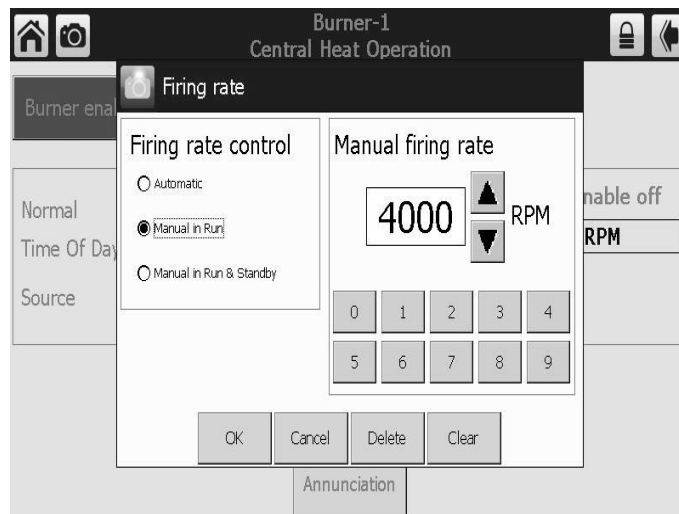 Burner-1
Central Heat Operation
Firing rate
Burner ena
Firing rate control
Automatic
Manual in Run
Manual in Run & Standby
Manual firing rate
4000 RPM
0 1 2 3 4
5 6 7 8 9
Normal
Time Of Day
Source
nable off
RPM
OK Cancel Delete Clear
Annunciation